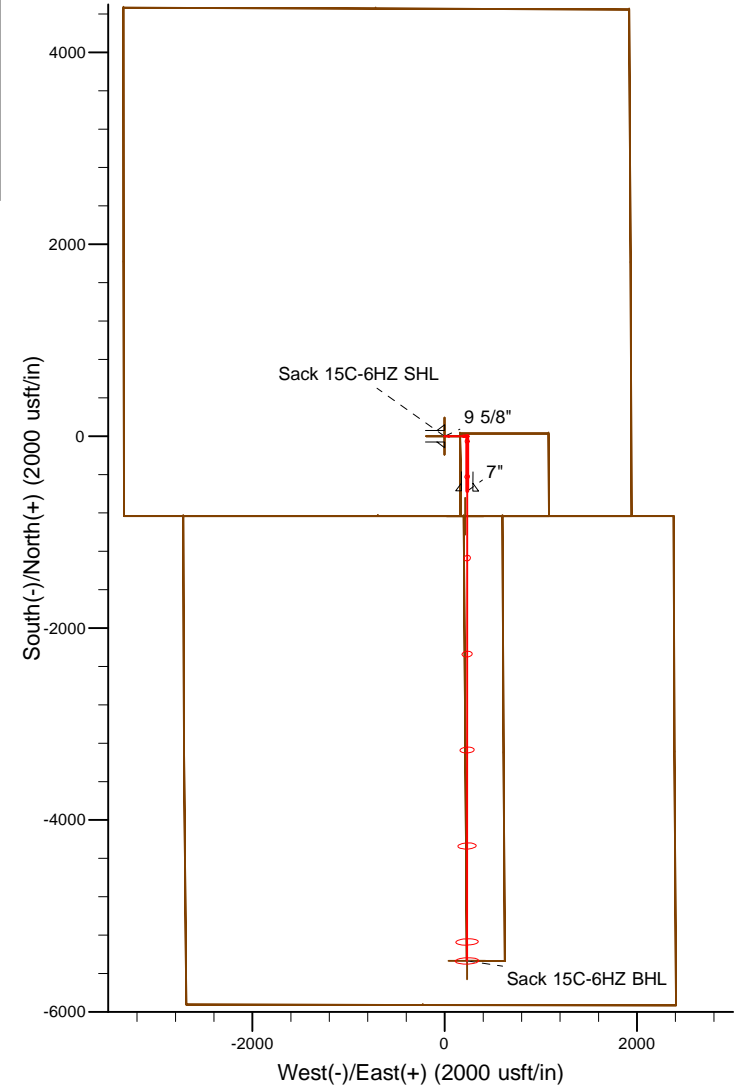 4000
2000
0
-2000
-4000
-6000
South(-)/North(+) (2000 usft/in)
Sack 15C-6HZ SHL
9 5/8"
7"
Sack 15C-6HZ BHL
-2000
0
2000
West(-)/East(+) (2000 usft/in)